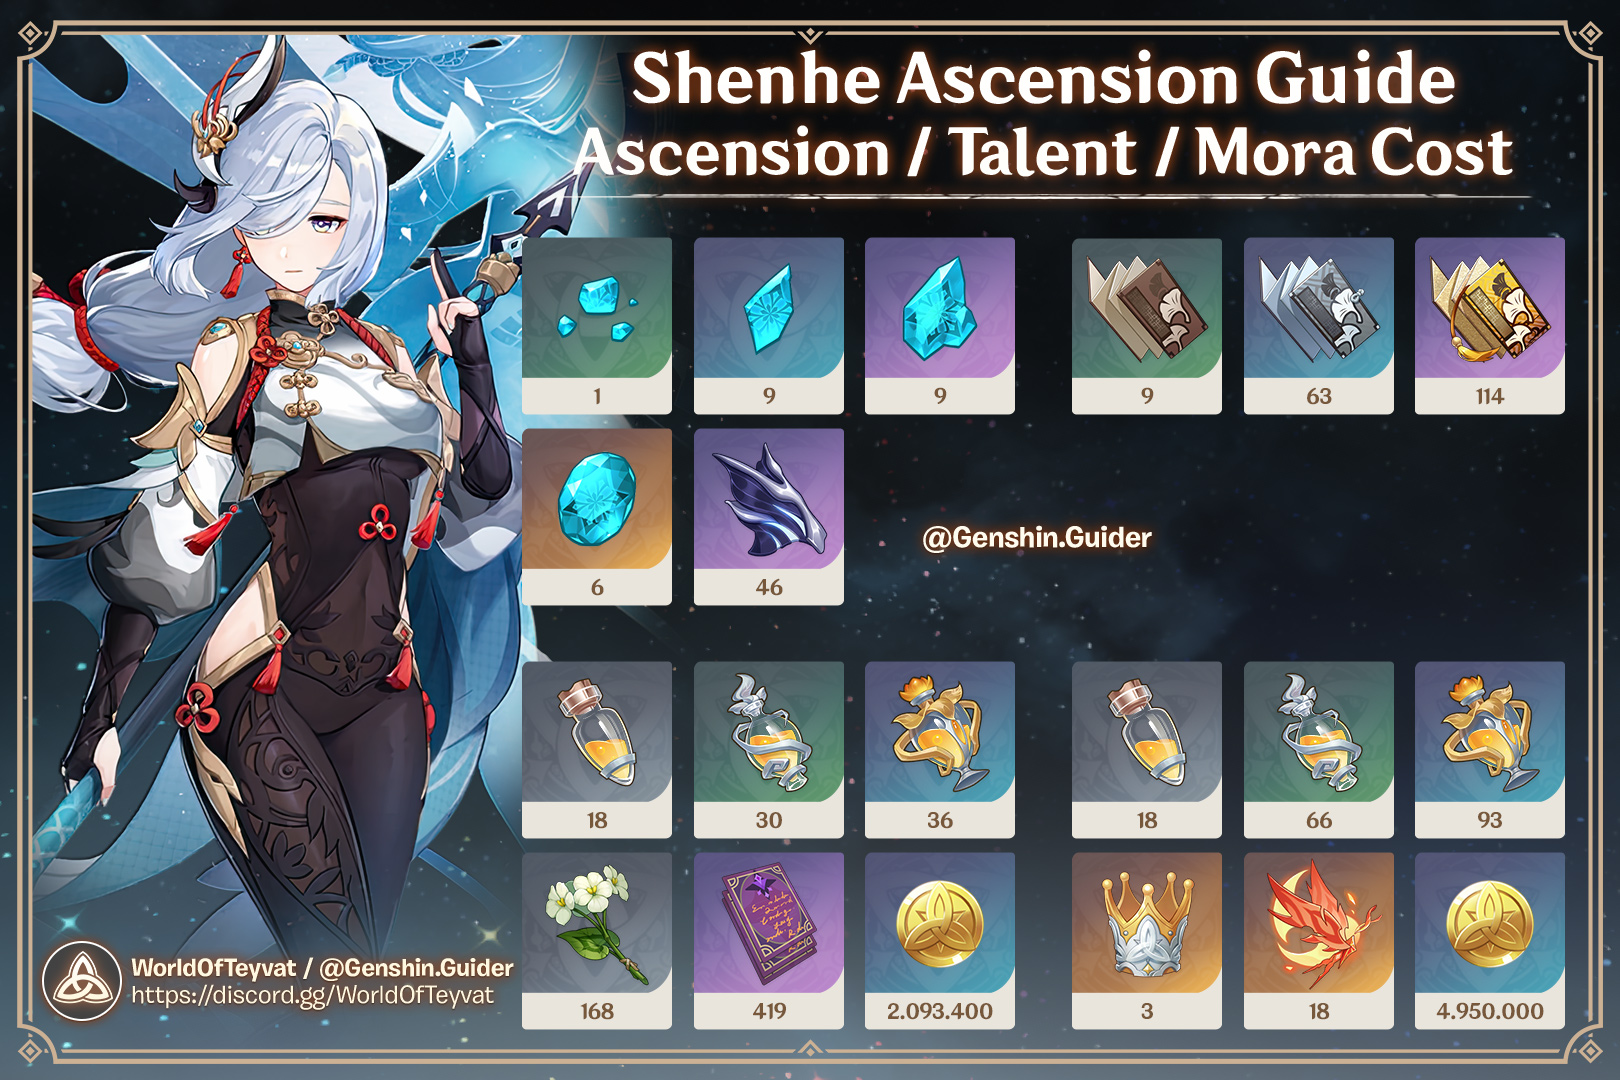 Shenhe Ascension Guide
Ascension / Talent / Mora Cost
1 9 9 9 63 114
6 46
@Genshin.Guider
18 30 36 18 66 93
168 419 2.093.400 3 18 4.950.000
WorldOfTeyvat / @Genshin.Guider
https://discord.gg/WorldOfTeyvat